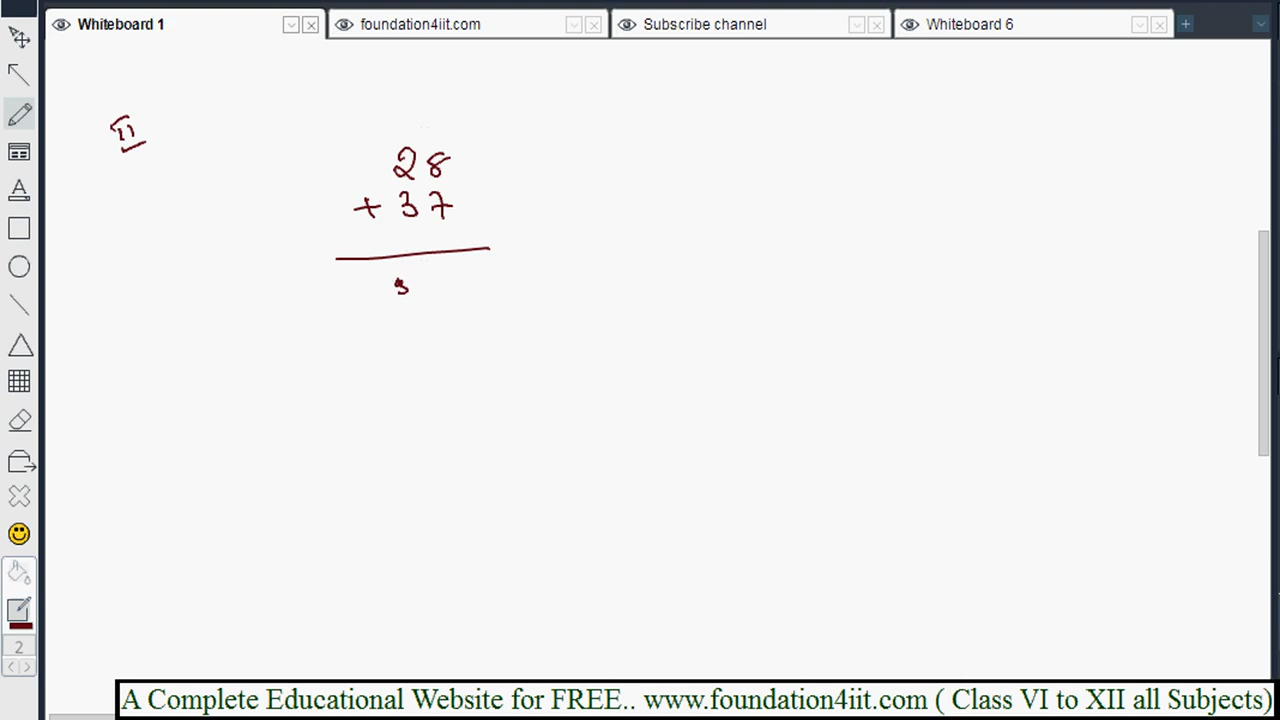 Whiteboard 1 foundation4iit.com Subscribe channel Whiteboard 6
II
28
+ 37
2
A Complete Educational Website for FREE.. www.foundation4iit.com ( Class VI to XII all Subjects)